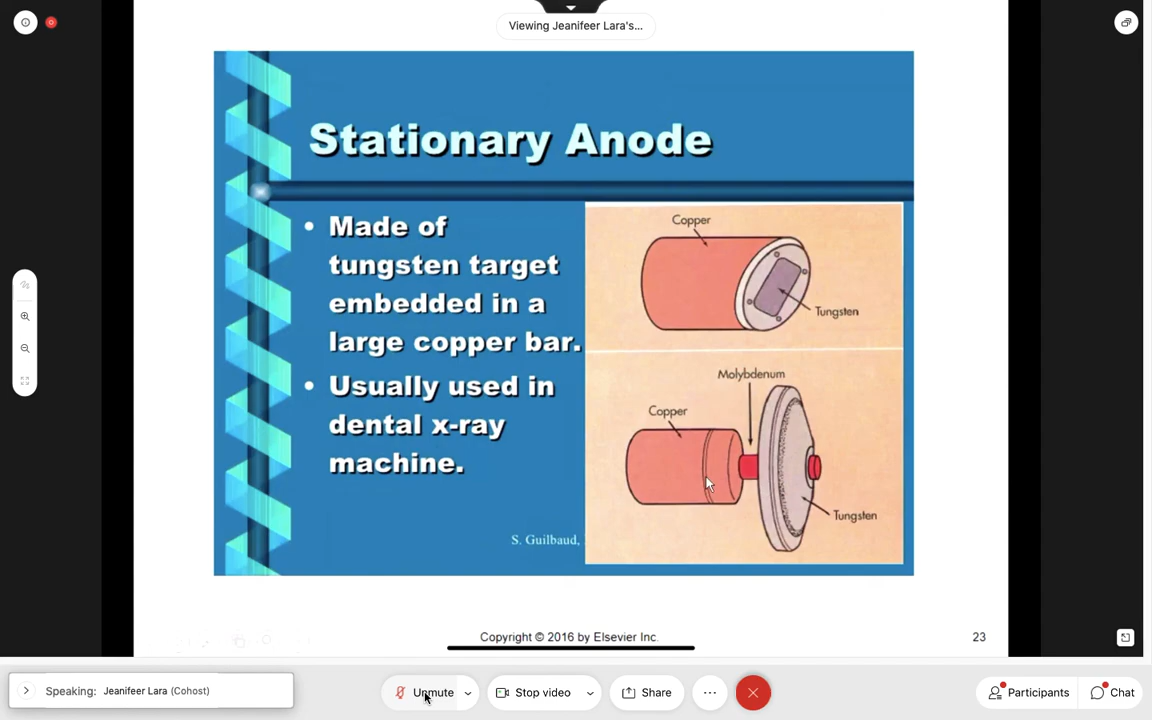 Viewing Jeanifeer Lara's...
Stationary Anode
• Made of
tungsten target
embedded in a
large copper bar.
• Usually used in
dental x-ray
machine.
Copper
Tungsten
Molybdenum
Copper
Tungsten
S. Guilbaud,
Copyright © 2016 by Elsevier Inc.
23
Speaking: Jeanifeer Lara (Cohost)
Unmute
Stop video
Share
Participants
Chat